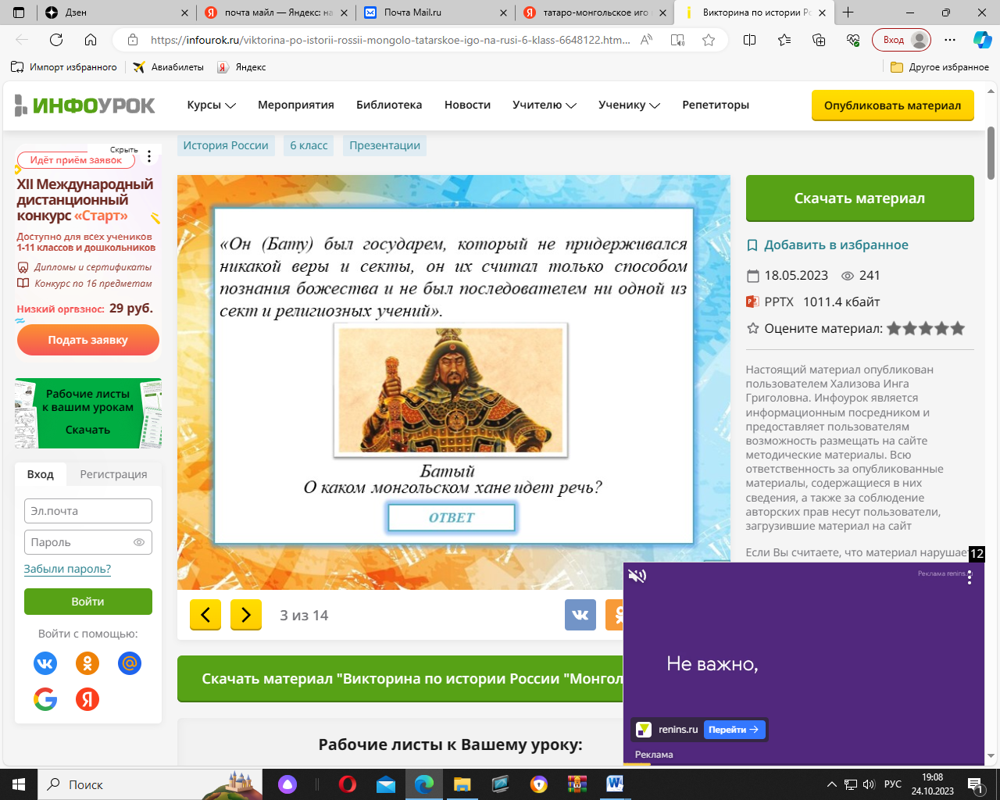 Дзен
почта майл — Яндекс: на
Почта Mail.ru
татаро-монгольское иго
Викторина по истории Ро
https://infourok.ru/viktorina-po-istorii-rossii-mongolo-tatarskoe-igo-na-rusi-6-klass-6648122.htm...
Вход
Импорт избранного
Авиабилеты
Яндекс
Другое избранное
ИНФОУРОК
Курсы
Мероприятия
Библиотека
Новости
Учителю
Ученику
Репетиторы
Опубликовать материал
История России
6 класс
Презентации
Скрыть
Идёт приём заявок
XII Международный
дистанционный
конкурс «Старт»
Доступно для всех учеников
1-11 классов и дошкольников
Дипломы и сертификаты
Конкурс по 16 предметам
Низкий оргвзнос: 29 руб.
Подать заявку
Рабочие листы
к вашим урокам
Скачать
Вход
Регистрация
Эл.почта
Пароль
Забыли пароль?
Войти
Войти с помощью:
«Он (Бату) был государем, который не придерживался
никакой веры и секты, он их считал только способом
познания божества и не был последователем ни одной из
сект и религиозных учений».
Батый
О каком монгольском хане идет речь?
ОТВЕТ
3 из 14
Скачать материал "Викторина по истории России "Монгол
Рабочие листы к Вашему уроку:
Скачать материал
Добавить в избранное
18.05.2023
241
PPTX
1011.4 кбайт
Оцените материал:
Настоящий материал опубликован
пользователем Хализова Инга
Григоловна. Инфоурок является
информационным посредником и
предоставляет пользователям
возможность размещать на сайте
методические материалы. Всю
ответственность за опубликованные
материалы, содержащиеся в них
сведения, а также за соблюдение
авторских прав несут пользователи,
загрузившие материал на сайт
Если Вы считаете, что материал нарушае
12
Реклама renins.ru
Не важно,
renins.ru
Перейти
Реклама
Поиск
РУС
19:08
24.10.2023
1